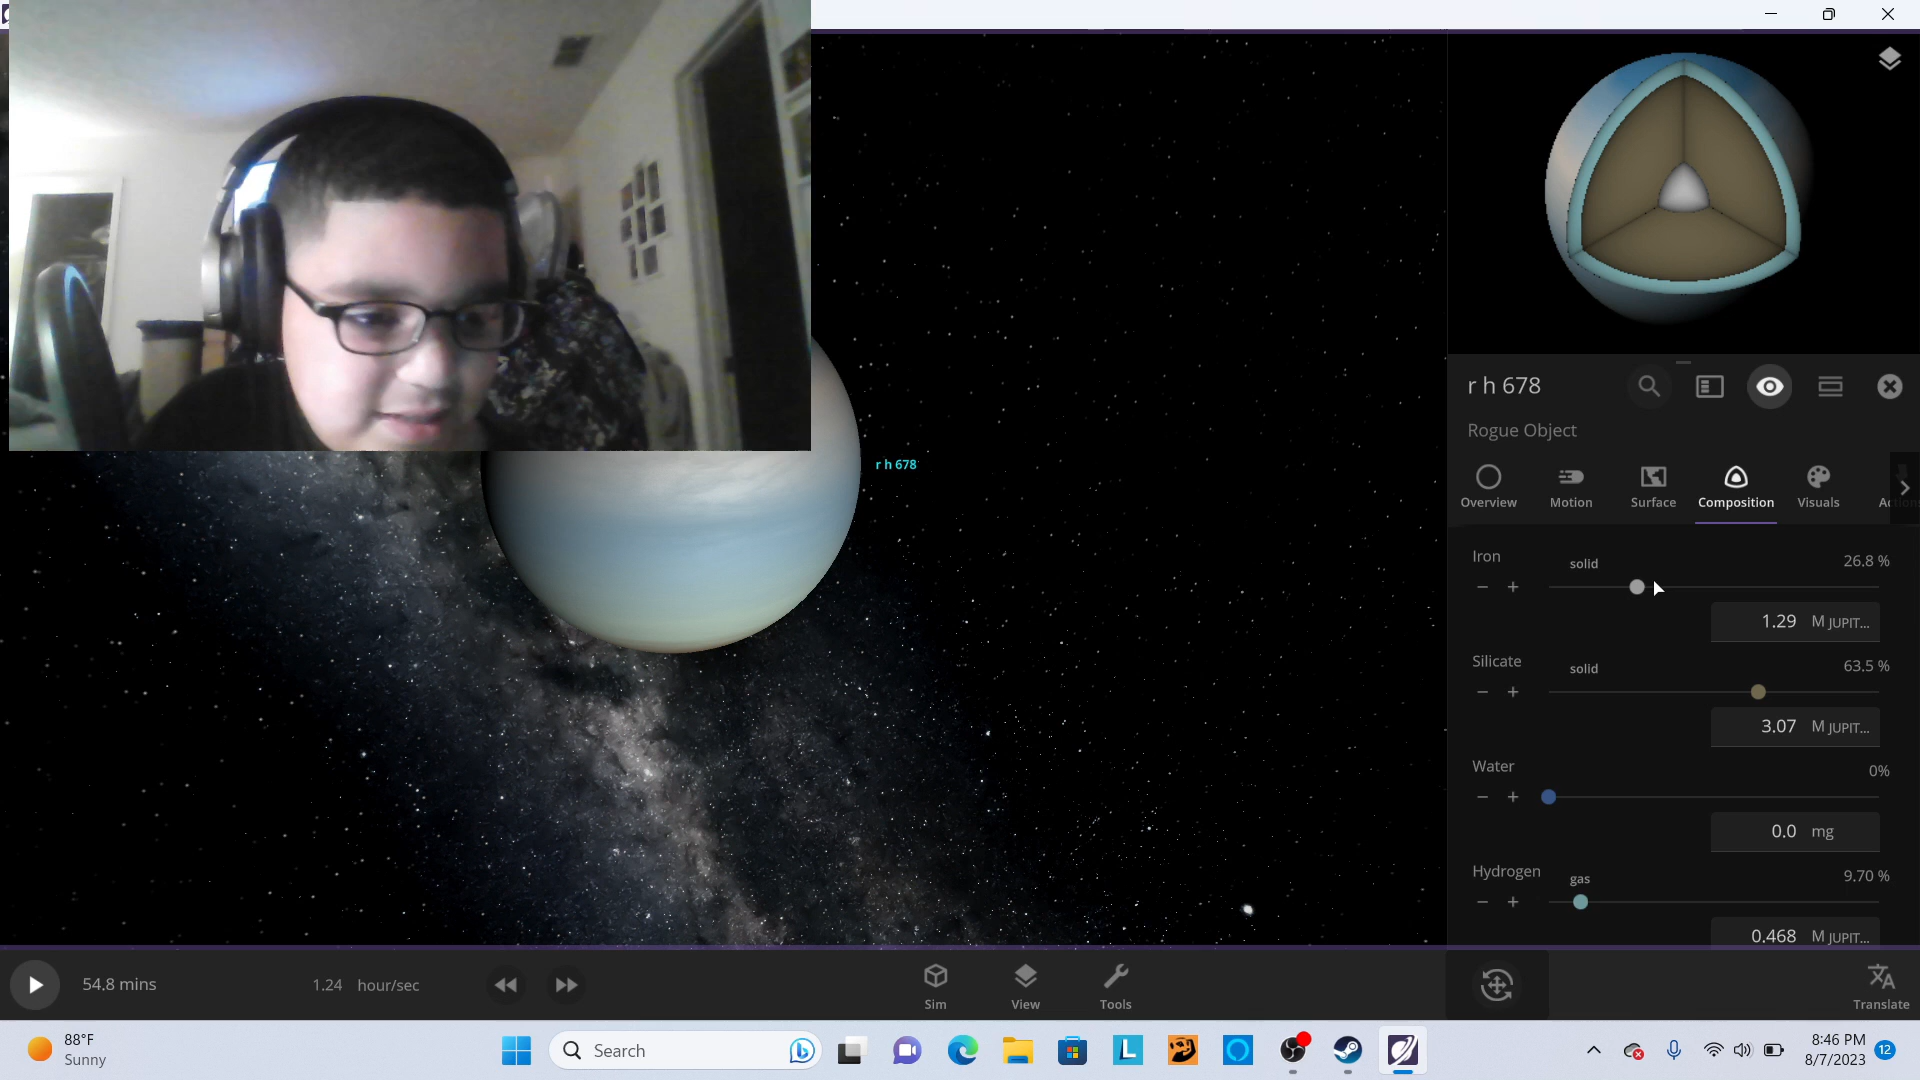 r h 678
r h 678
Rogue Object
Overview
Motion
Surface
Composition
Visuals
Iron
solid
26.8 %
1.29 M JUPIT...
Silicate
solid
63.5 %
3.07 M JUPIT...
Water
0%
0.0 mg
Hydrogen
gas
9.70 %
0.468 M JUPIT...
54.8 mins
1.24 hour/sec
Sim
View
Tools
Translate
88°F
Sunny
Search
L
8:46 PM
8/7/2023
12